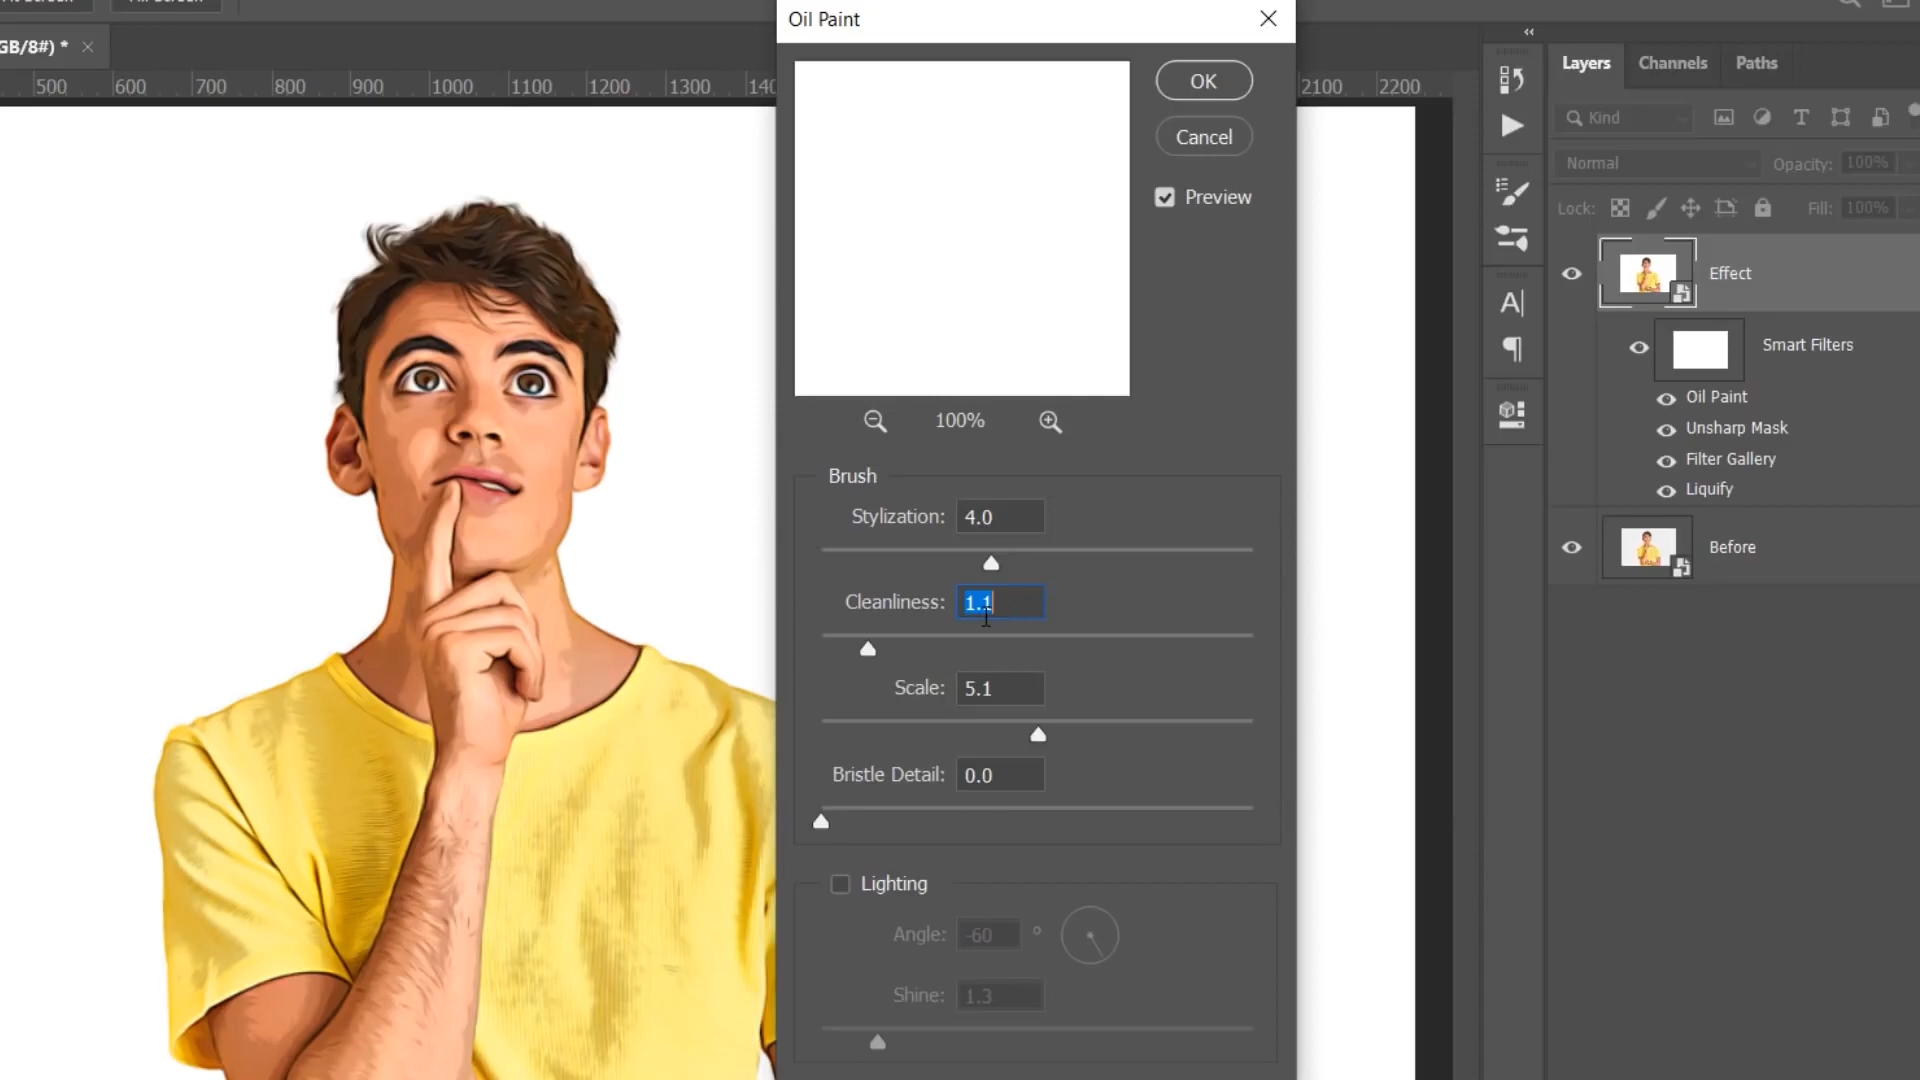 Oil Paint
GB/8#) *
500 600 700 800 900 1000 1100 1200 1300 2100 2200
OK
Cancel
Preview
100%
Brush
Stylization: 4.0
Cleanliness: 1.1
Scale: 5.1
Bristle Detail: 0.0
Lighting
Angle: -60 °
Shine: 1.3
Layers Channels Paths
Kind
Normal Opacity: 100%
Lock: Fill: 100%
Effect
Smart Filters
Oil Paint
Unsharp Mask
Filter Gallery
Liquify
Before